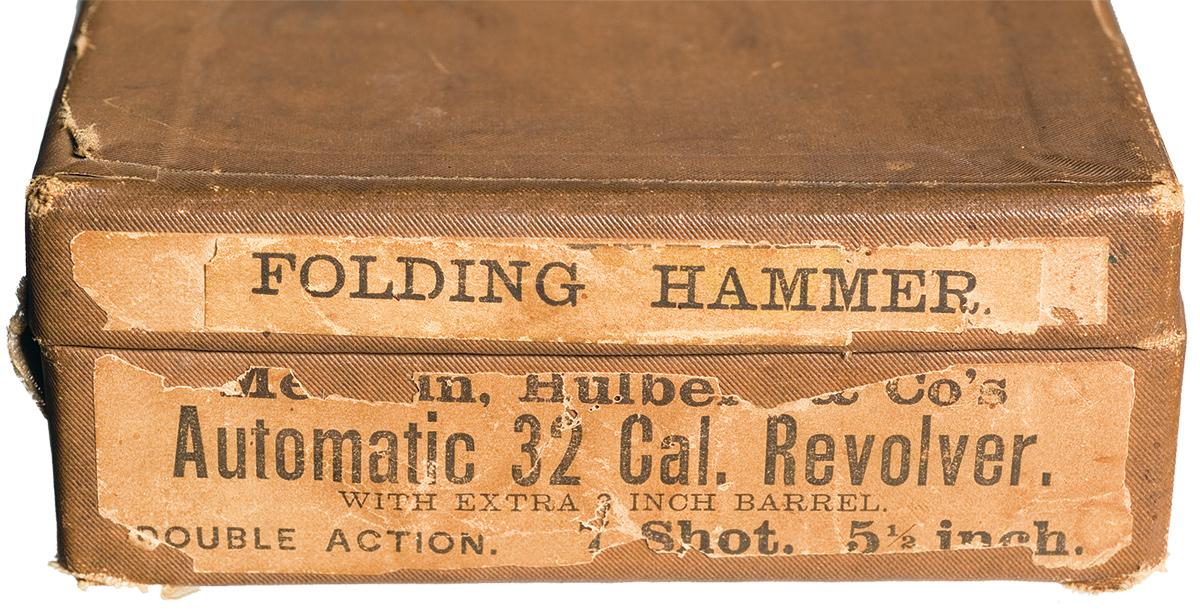 FOLDING HAMMER.
Co's
Automatic 32 Cal. Revolver.
WITH EXTRA INCH BARREL.
DOUBLE ACTION. 7 Shot. 5½ inch.